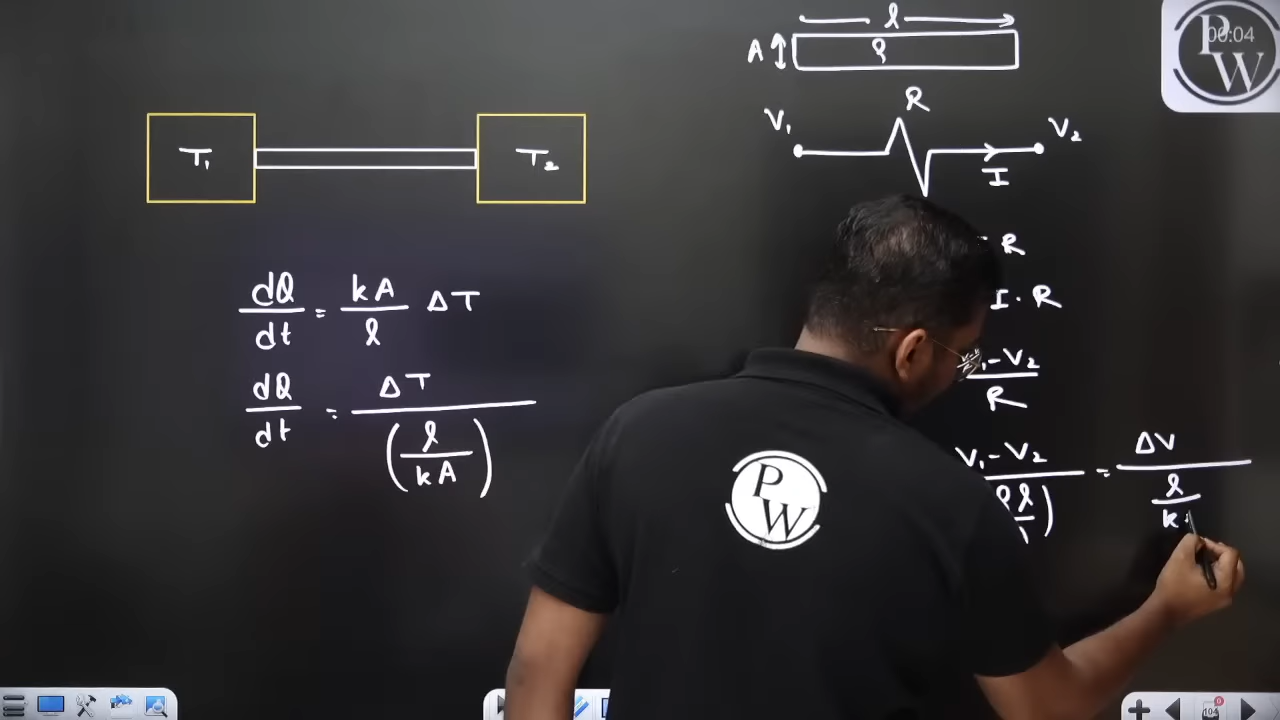 l
A ρ
R
V₁ V₂
I
R
I · R
V₂
R
V₁ - V₂ = ΔV
l l
k
T₁ T₂
dQ/dt = kA/l ΔT
dQ/dt = ΔT/(l/kA)
PW
PW
00:04
104